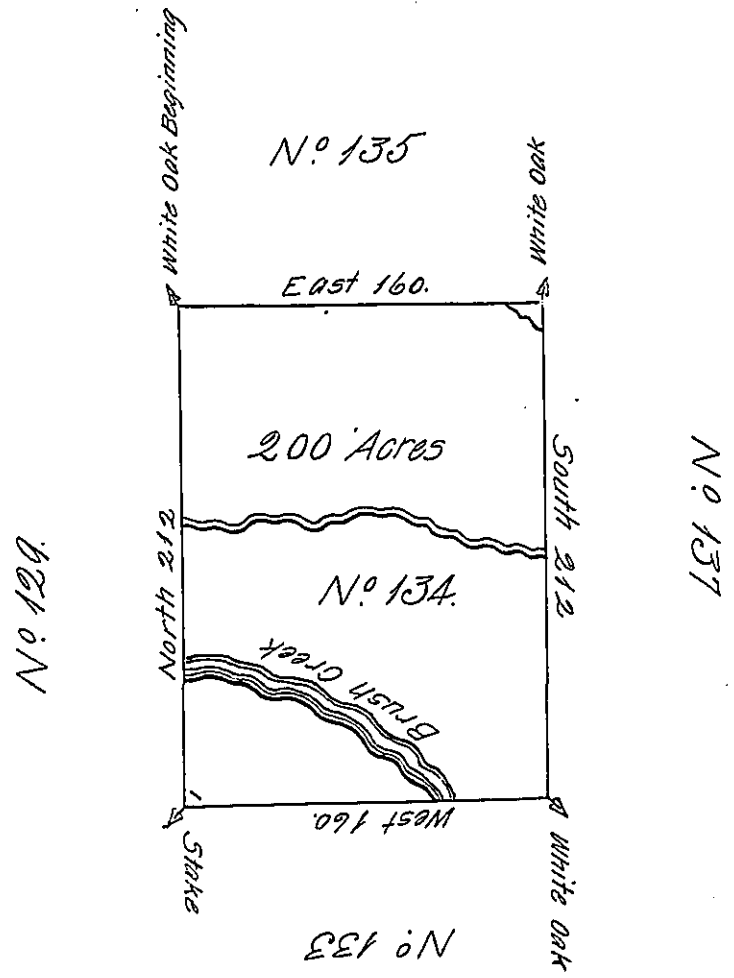 White Oak Beginning
No. 135
White Oak
East 160.
200 Acres
South 212
No. 137
North 212
No. 134.
No. 129.
Brush Creek
West 160.
Stake
White Oak
No. 133